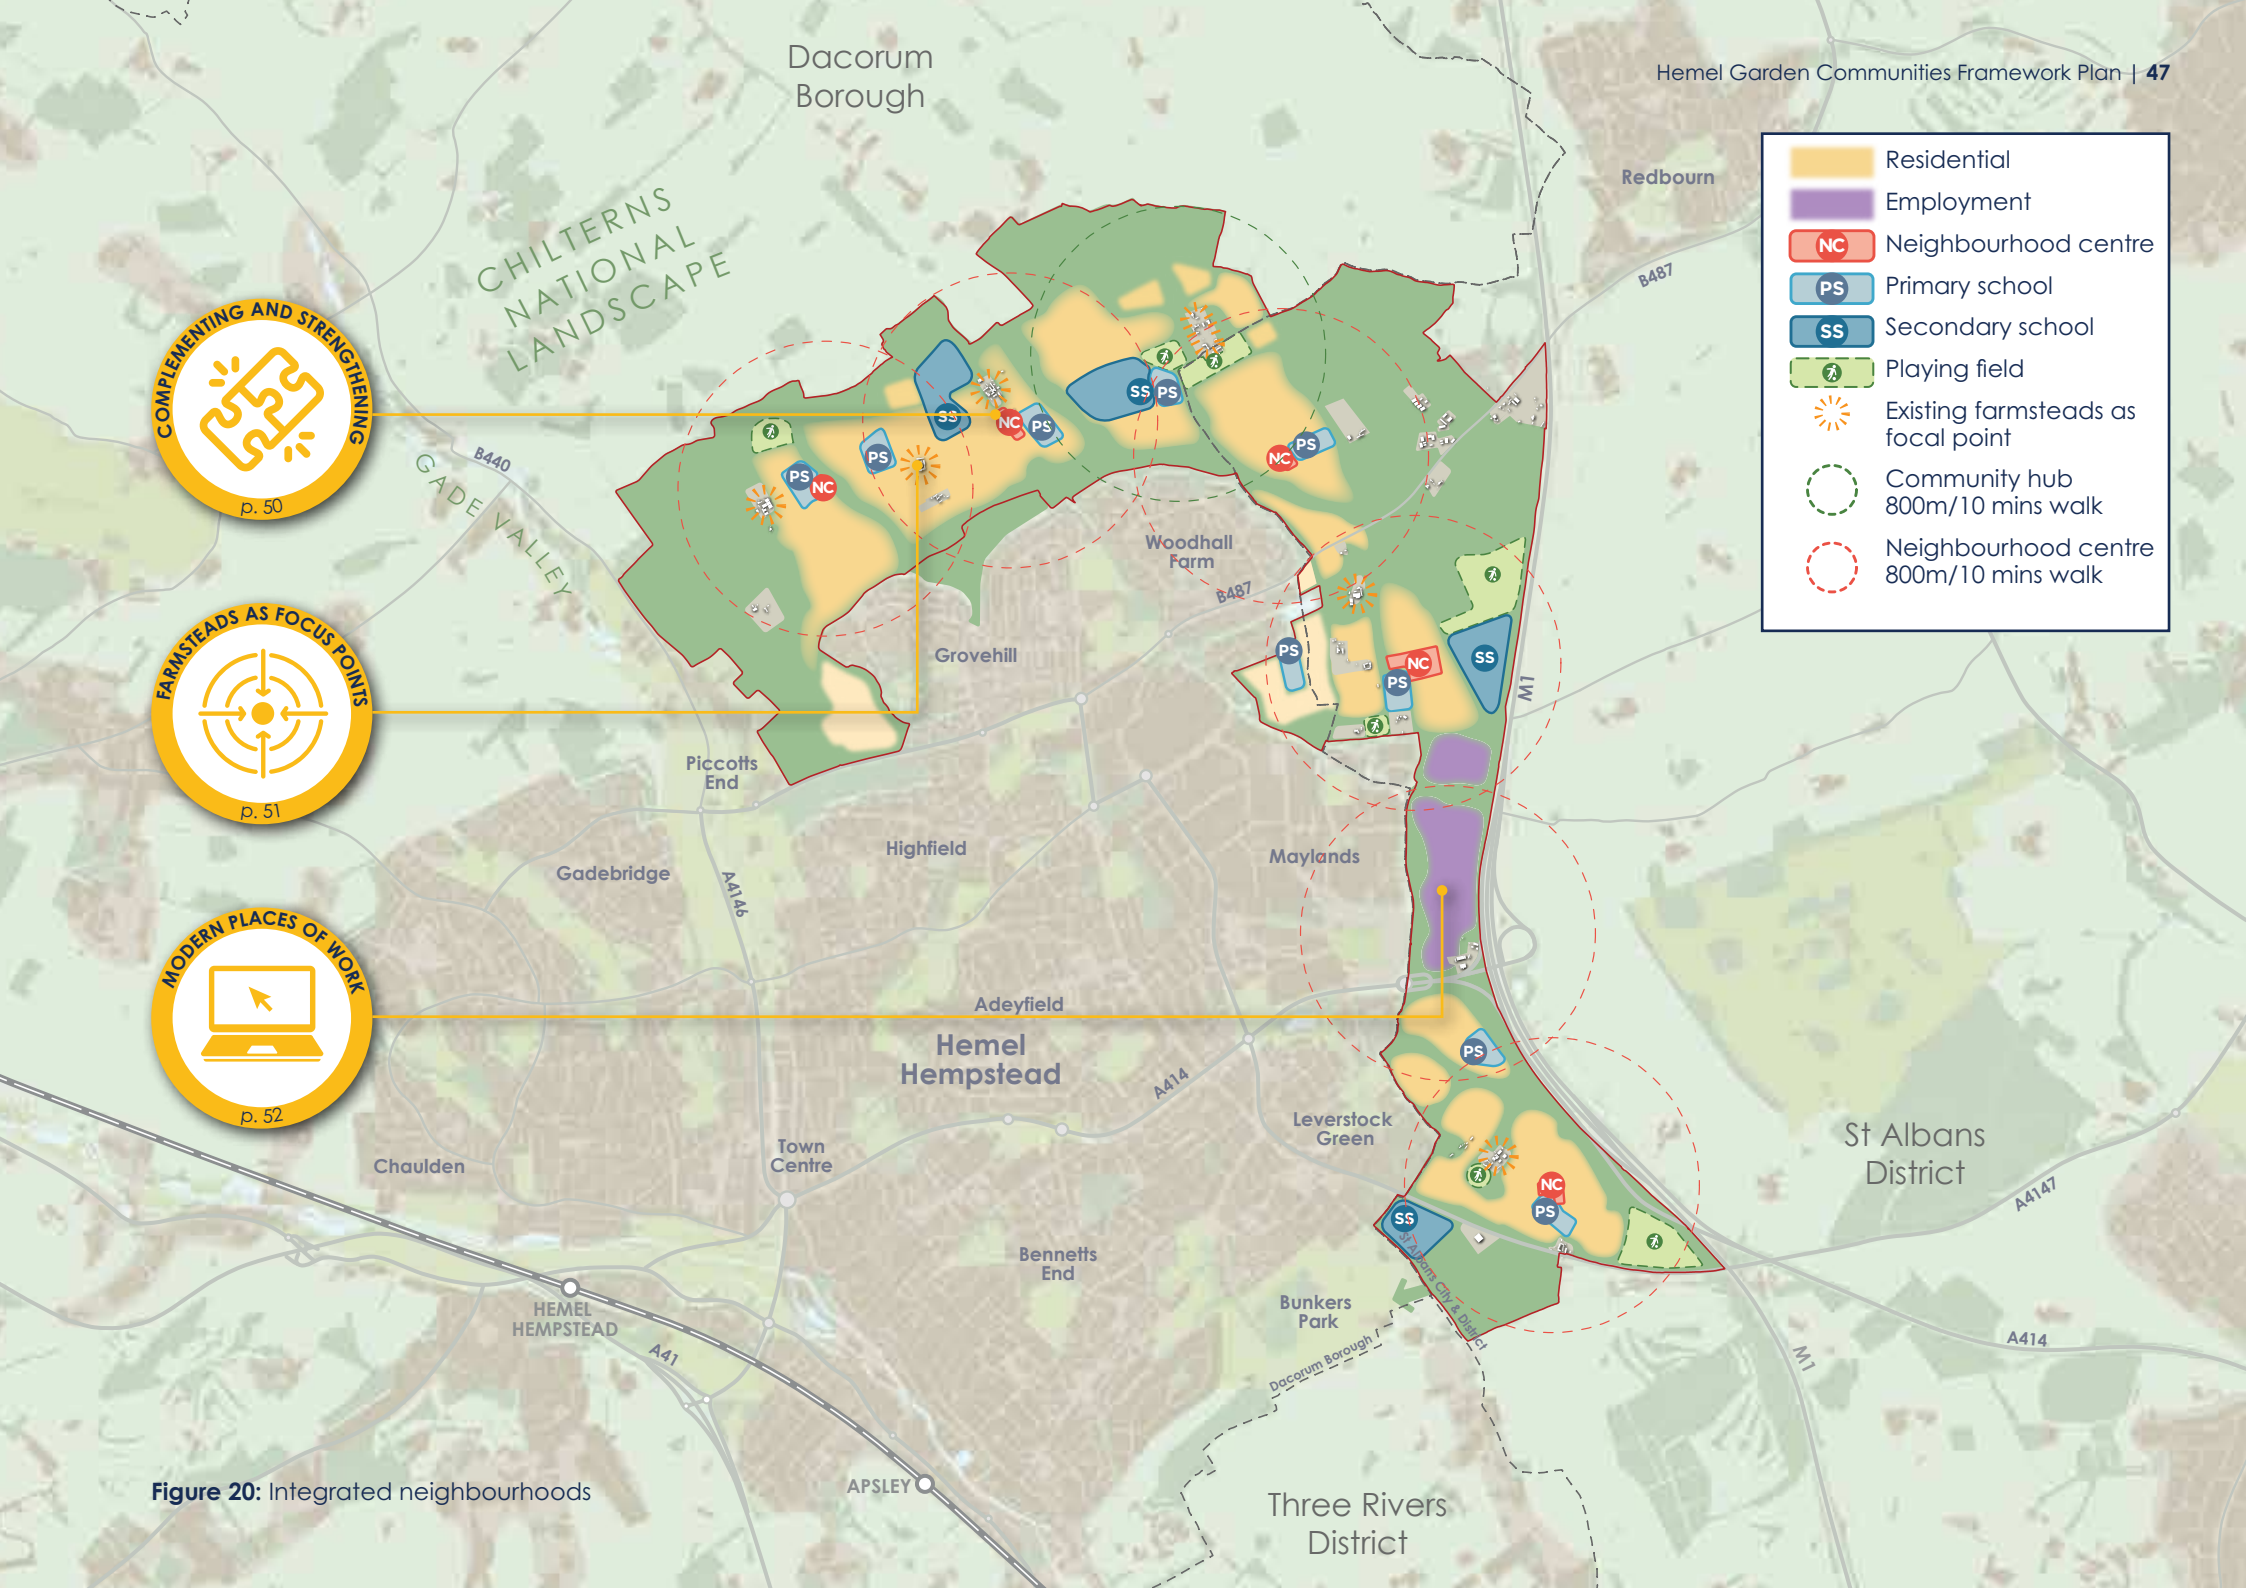 Hemel Garden Communities Framework Plan | 47
Dacorum
Borough
Redbourn
B487
Residential
Employment
NC
Neighbourhood centre
PS
Primary school
SS
Secondary school
Playing field
Existing farmsteads as
focal point
Community hub
800m/10 mins walk
Neighbourhood centre
800m/10 mins walk
CHILTERNS
NATIONAL
LANDSCAPE
COMPLEMENTING AND STRENGTHENING
p. 50
B440
GADE VALLEY
SS
NC
PS
SS
PS
PS
PS
NC
NC
PS
Woodhall
Farm
B487
FARMSTEADS AS FOCUS POINTS
p. 51
Grovehill
PS
NC
PS
SS
M1
Piccotts
End
Highfield
Gadebridge
A4146
Maylands
MODERN PLACES OF WORK
p. 52
Adeyfield
Hemel
Hempstead
A414
PS
Leverstock
Green
Town
Centre
Chaulden
NC
PS
SS
St Albans
District
A4147
Bennetts
End
Bunkers
Park
St Albans City & District
Dacorum Borough
HEMEL
HEMPSTEAD
A41
A414
M1
APSLEY
Three Rivers
District
Figure 20: Integrated neighbourhoods